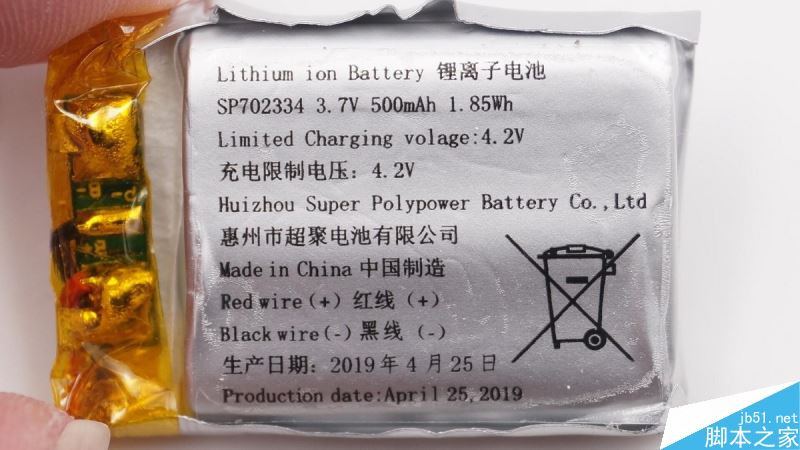 Lithium ion Battery 锂离子电池
SP702334 3.7V 500mAh 1.85Wh
Limited Charging volage:4.2V
充电限制电压：4.2V
Huizhou Super Polypower Battery Co.,Ltd
惠州市超聚电池有限公司
Made in China 中国制造
Red wire（+）红线（+）
Black wire(-) 黑线（-）
生产日期：2019年4月25日
Production date:April 25,2019
P- B-
jb51.net
脚本之家